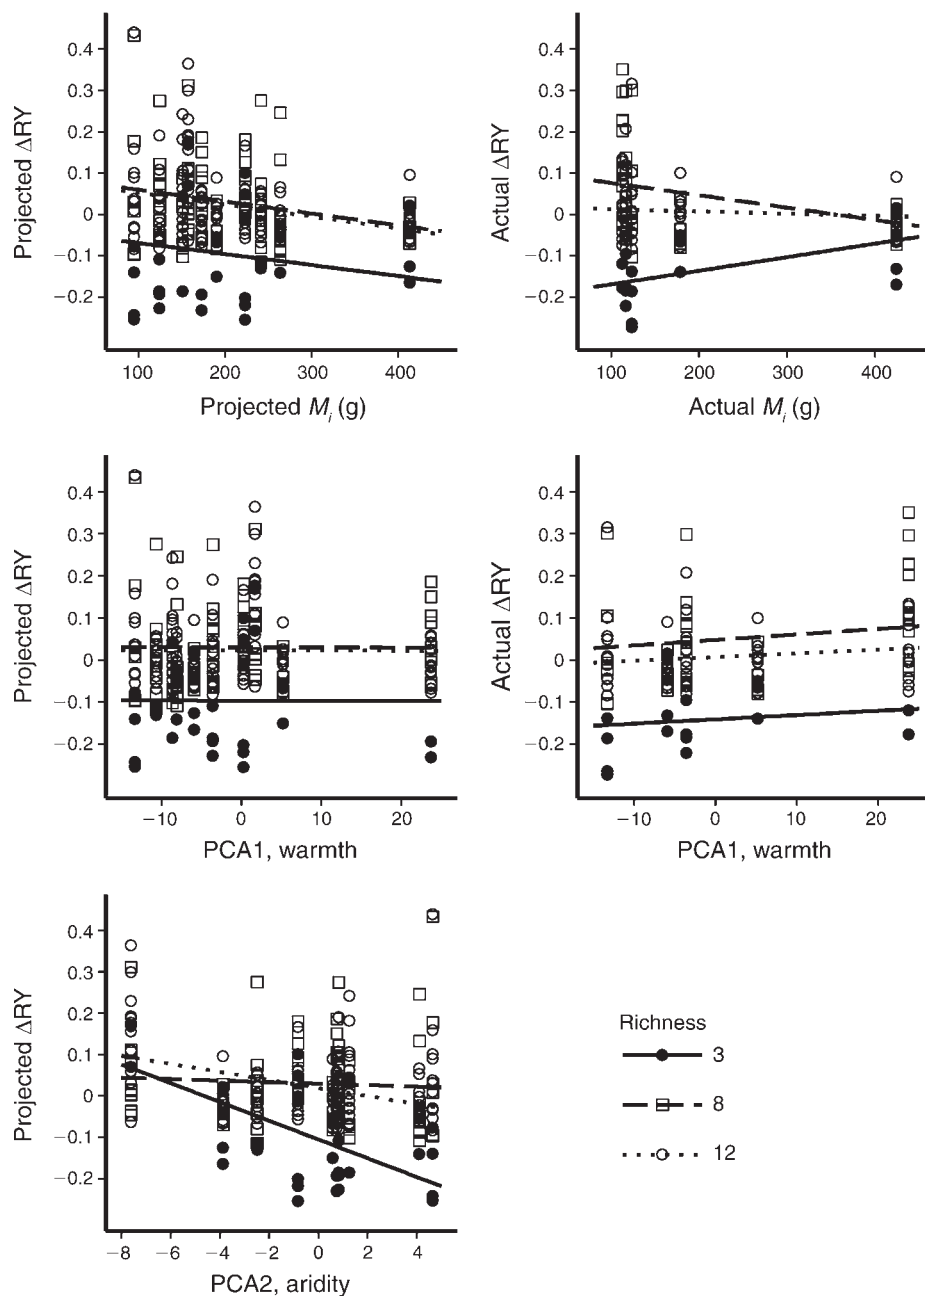 0.4
0.3
0.2
0.1
0
−0.1
−0.2
Projected ΔRY
100 200 300 400
Projected Mi (g)
0.4
0.3
0.2
0.1
0
−0.1
−0.2
Actual ΔRY
100 200 300 400
Actual Mi (g)
0.4
0.3
0.2
0.1
0
−0.1
−0.2
Projected ΔRY
−10 0 10 20
PCA1, warmth
0.4
0.3
0.2
0.1
0
−0.1
−0.2
Actual ΔRY
−10 0 10 20
PCA1, warmth
0.4
0.3
0.2
0.1
0
−0.1
−0.2
Projected ΔRY
−8 −6 −4 −2 0 2 4
PCA2, aridity
Richness
3
8
12